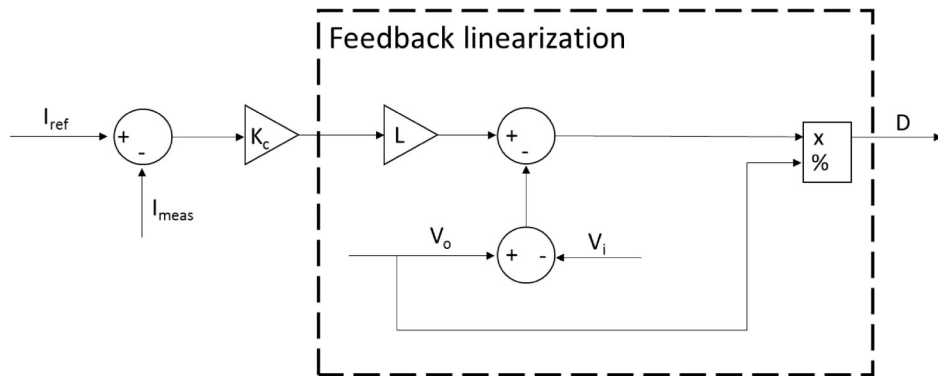 Feedback linearization
I_ref
+
-
K_c
L
+
-
x
%
D
I_meas
V_o
+
-
V_i